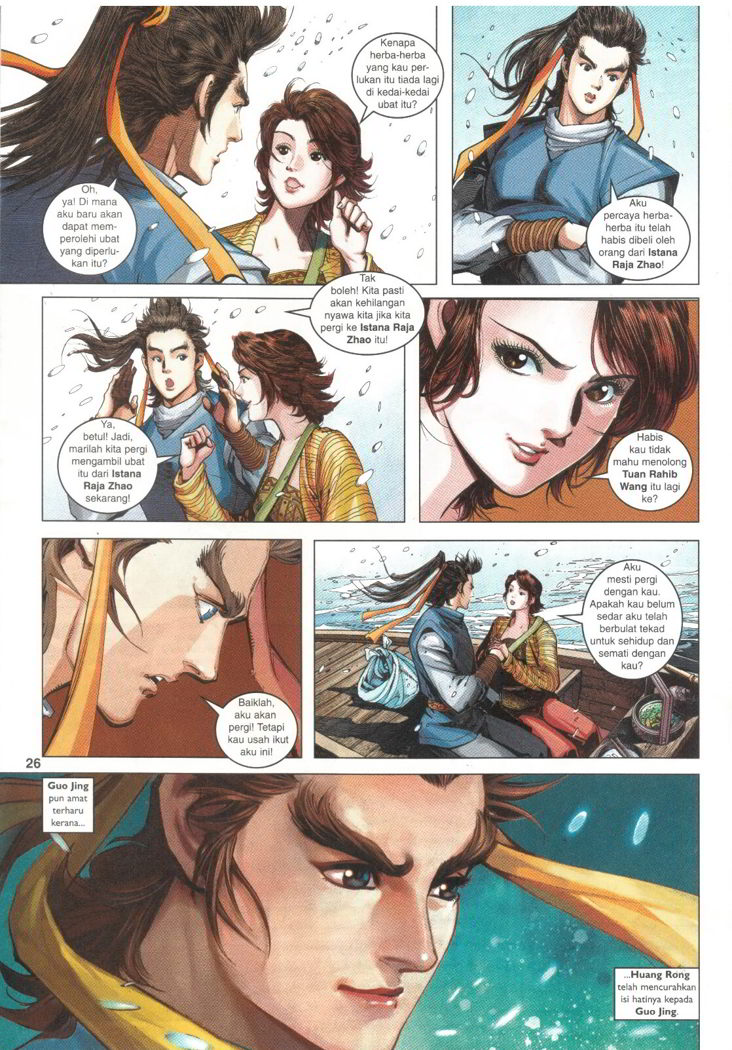 Kenapa
herba-herba
yang kau per-
lukan itu tiada lagi
di kedai-kedai
ubat itu?
Oh,
ya! Di mana
aku baru akan
dapat mem-
perolehi ubat
yang diperlu-
kan itu?
Aku
percaya herba-
herba itu telah
habis dibeli oleh
orang dari Istana
Raja Zhao!
Tak
boleh! Kita pasti
akan kehilangan
nyawa kita jika kita
pergi ke Istana Raja
Zhao itu!
Ya,
betul! Jadi,
marilah kita pergi
mengambil ubat
itu dari Istana
Raja Zhao
sekarang!
Habis
kau tidak
mahu menolong
Tuan Rahib
Wang itu lagi
ke?
Baiklah,
aku akan
pergi! Tetapi
kau usah ikut
aku ini!
Aku
mesti pergi
dengan kau.
Apakah kau belum
sedar aku telah
berbulat tekad
untuk sehidup dan
semati dengan
kau?
26
Guo Jing
pun amat
terharu
kerana...
...Huang Rong
telah mencurahkan
isi hatinya kepada
Guo Jing.